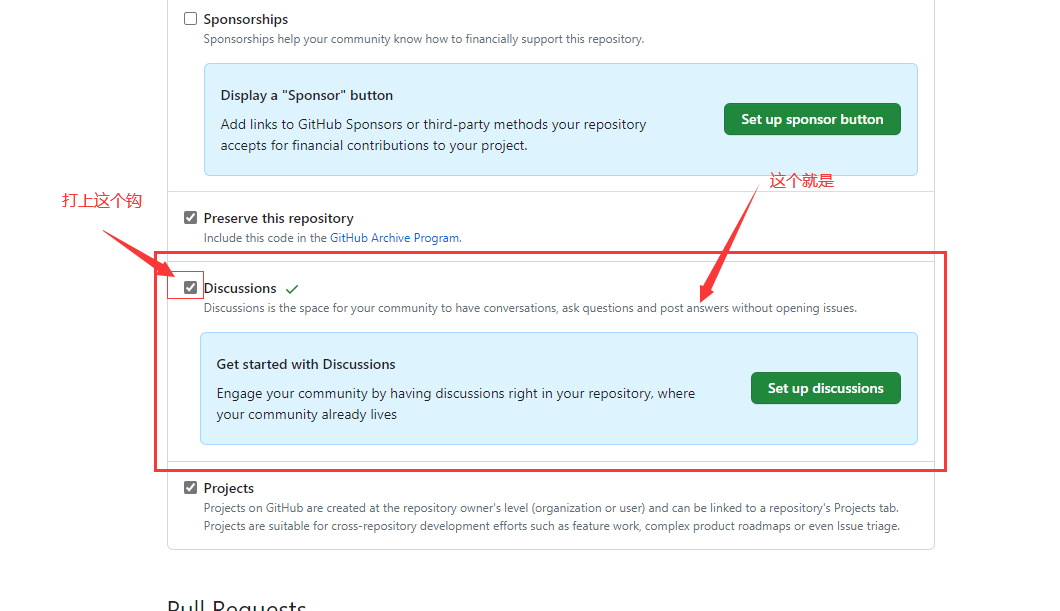 Sponsorships
Sponsorships help your community know how to financially support this repository.
Display a "Sponsor" button
Add links to GitHub Sponsors or third-party methods your repository
accepts for financial contributions to your project.
Set up sponsor button
这个就是
打上这个钩
Preserve this repository
Include this code in the GitHub Archive Program.
Discussions
Discussions is the space for your community to have conversations, ask questions and post answers without opening issues.
Get started with Discussions
Engage your community by having discussions right in your repository, where
your community already lives
Set up discussions
Projects
Projects on GitHub are created at the repository owner's level (organization or user) and can be linked to a repository's Projects tab.
Projects are suitable for cross-repository development efforts such as feature work, complex product roadmaps or even Issue triage.
Pull Requests